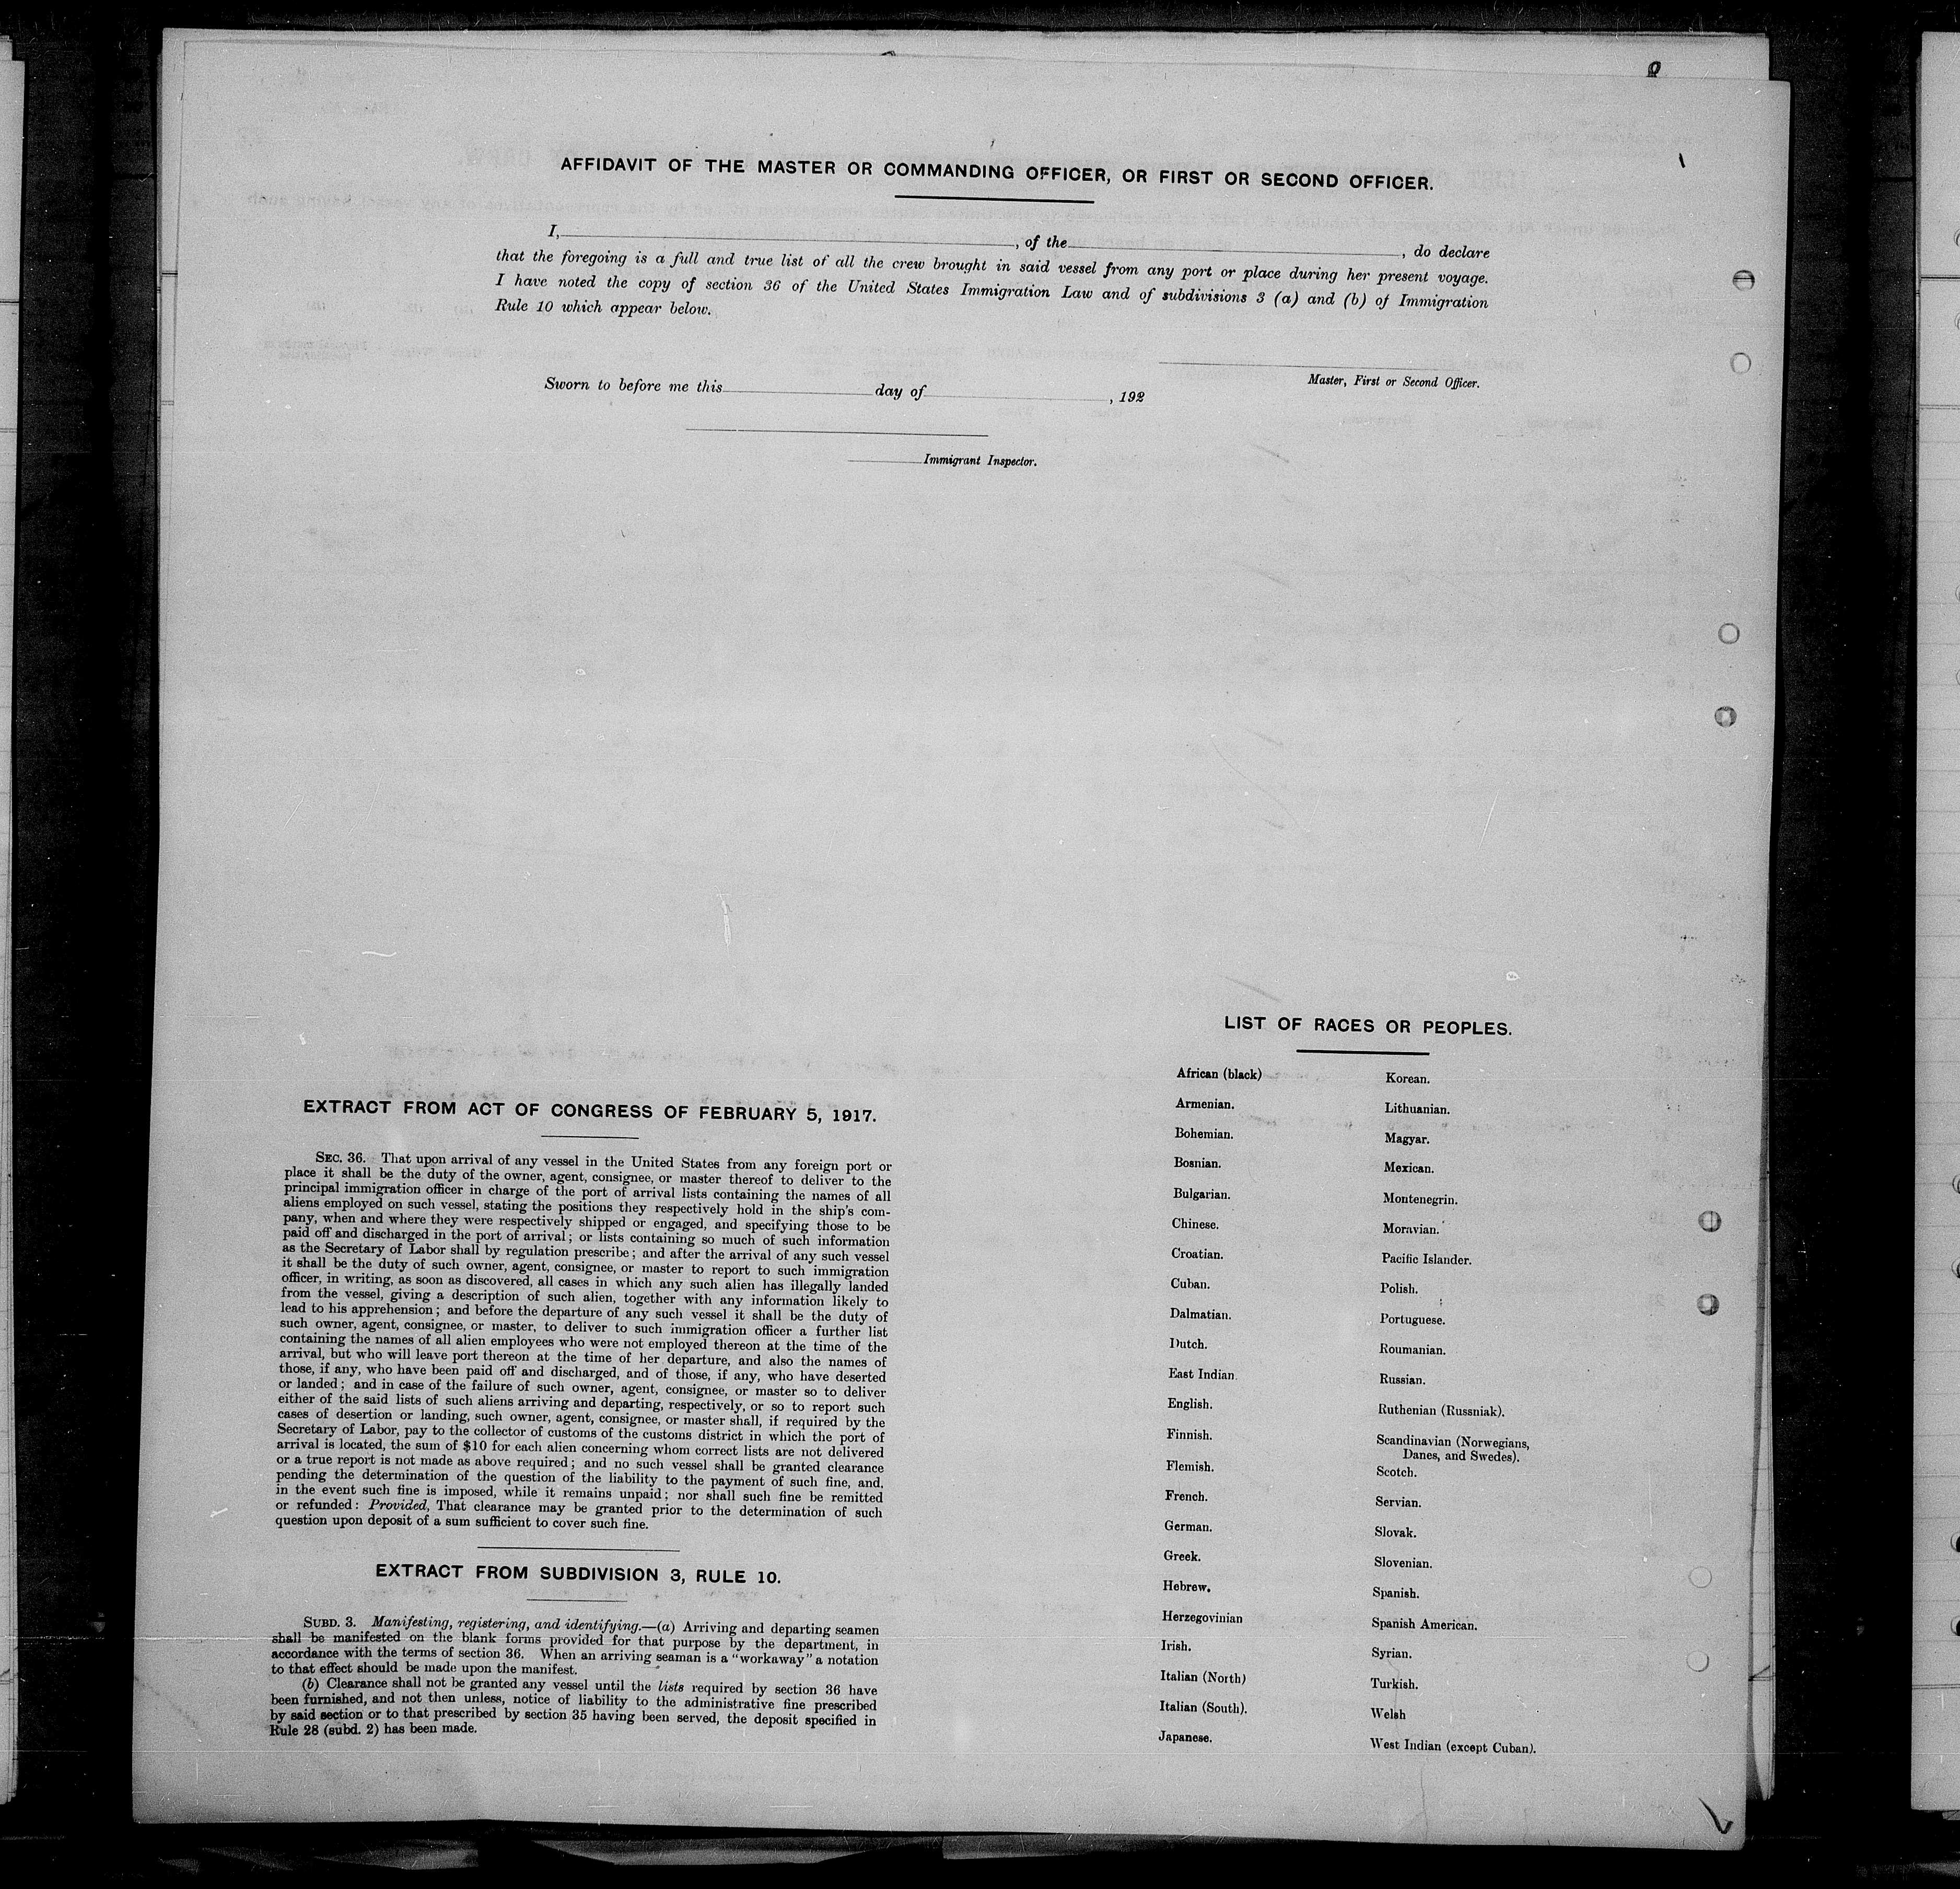 AFFIDAVIT OF THE MASTER OR COMMANDING OFFICER, OR FIRST OR SECOND OFFICER.
I, , of the , do declare
that the foregoing is a full and true list of all the crew brought in said vessel from any port or place during her present voyage.
I have noted the copy of section 36 of the United States Immigration Law and of subdivisions 3 (a) and (b) of Immigration
Rule 10 which appear below.
Master, First or Second Officer.
Sworn to before me this day of , 192
Immigrant Inspector.
EXTRACT FROM ACT OF CONGRESS OF FEBRUARY 5, 1917.
SEC. 36. That upon arrival of any vessel in the United States from any foreign port or
place it shall be the duty of the owner, agent, consignee, or master thereof to deliver to the
principal immigration officer in charge of the port of arrival lists containing the names of all
aliens employed on such vessel, stating the positions they respectively hold in the ship's com-
pany, when and where they were respectively shipped or engaged, and specifying those to be
paid off and discharged in the port of arrival; or lists containing so much of such information
as the Secretary of Labor shall by regulation prescribe; and after the arrival of any such vessel
it shall be the duty of such owner, agent, consignee, or master to report to such immigration
officer, in writing, as soon as discovered, all cases in which any such alien has illegally landed
from the vessel, giving a description of such alien, together with any information likely to
lead to his apprehension; and before the departure of any such vessel it shall be the duty of
such owner, agent, consignee, or master, to deliver to such immigration officer a further list
containing the names of all alien employees who were not employed thereon at the time of the
arrival, but who will leave port thereon at the time of her departure, and also the names of
those, if any, who have been paid off and discharged, and of those, if any, who have deserted
or landed; and in case of the failure of such owner, agent, consignee, or master so to deliver
either of the said lists of such aliens arriving and departing, respectively, or so to report such
cases of desertion or landing, such owner, agent, consignee, or master shall, if required by the
Secretary of Labor, pay to the collector of customs of the customs district in which the port of
arrival is located, the sum of $10 for each alien concerning whom correct lists are not delivered
or a true report is not made as above required; and no such vessel shall be granted clearance
pending the determination of the question of the liability to the payment of such fine, and,
in the event such fine is imposed, while it remains unpaid; nor shall such fine be remitted
or refunded: Provided, That clearance may be granted prior to the determination of such
question upon deposit of a sum sufficient to cover such fine.
EXTRACT FROM SUBDIVISION 3, RULE 10.
SUBD. 3. Manifesting, registering, and identifying.—(a) Arriving and departing seamen
shall be manifested on the blank forms provided for that purpose by the department, in
accordance with the terms of section 36. When an arriving seaman is a "workaway" a notation
to that effect should be made upon the manifest.
(b) Clearance shall not be granted any vessel until the lists required by section 36 have
been furnished, and not then unless, notice of liability to the administrative fine prescribed
by said section or to that prescribed by section 35 having been served, the deposit specified in
Rule 28 (subd. 2) has been made.
LIST OF RACES OR PEOPLES.
African (black)
Armenian.
Bohemian.
Bosnian.
Bulgarian.
Chinese.
Croatian.
Cuban.
Dalmatian.
Dutch.
East Indian.
English.
Finnish.
Flemish.
French.
German.
Greek.
Hebrew.
Herzegovinian
Irish.
Italian (North)
Italian (South).
Japanese.
Korean.
Lithuanian.
Magyar.
Mexican.
Montenegrin.
Moravian.
Pacific Islander.
Polish.
Portuguese.
Roumanian.
Russian.
Ruthenian (Russniak).
Scandinavian (Norwegians,
Danes, and Swedes).
Scotch.
Servian.
Slovak.
Slovenian.
Spanish.
Spanish American.
Syrian.
Turkish.
Welsh
West Indian (except Cuban).